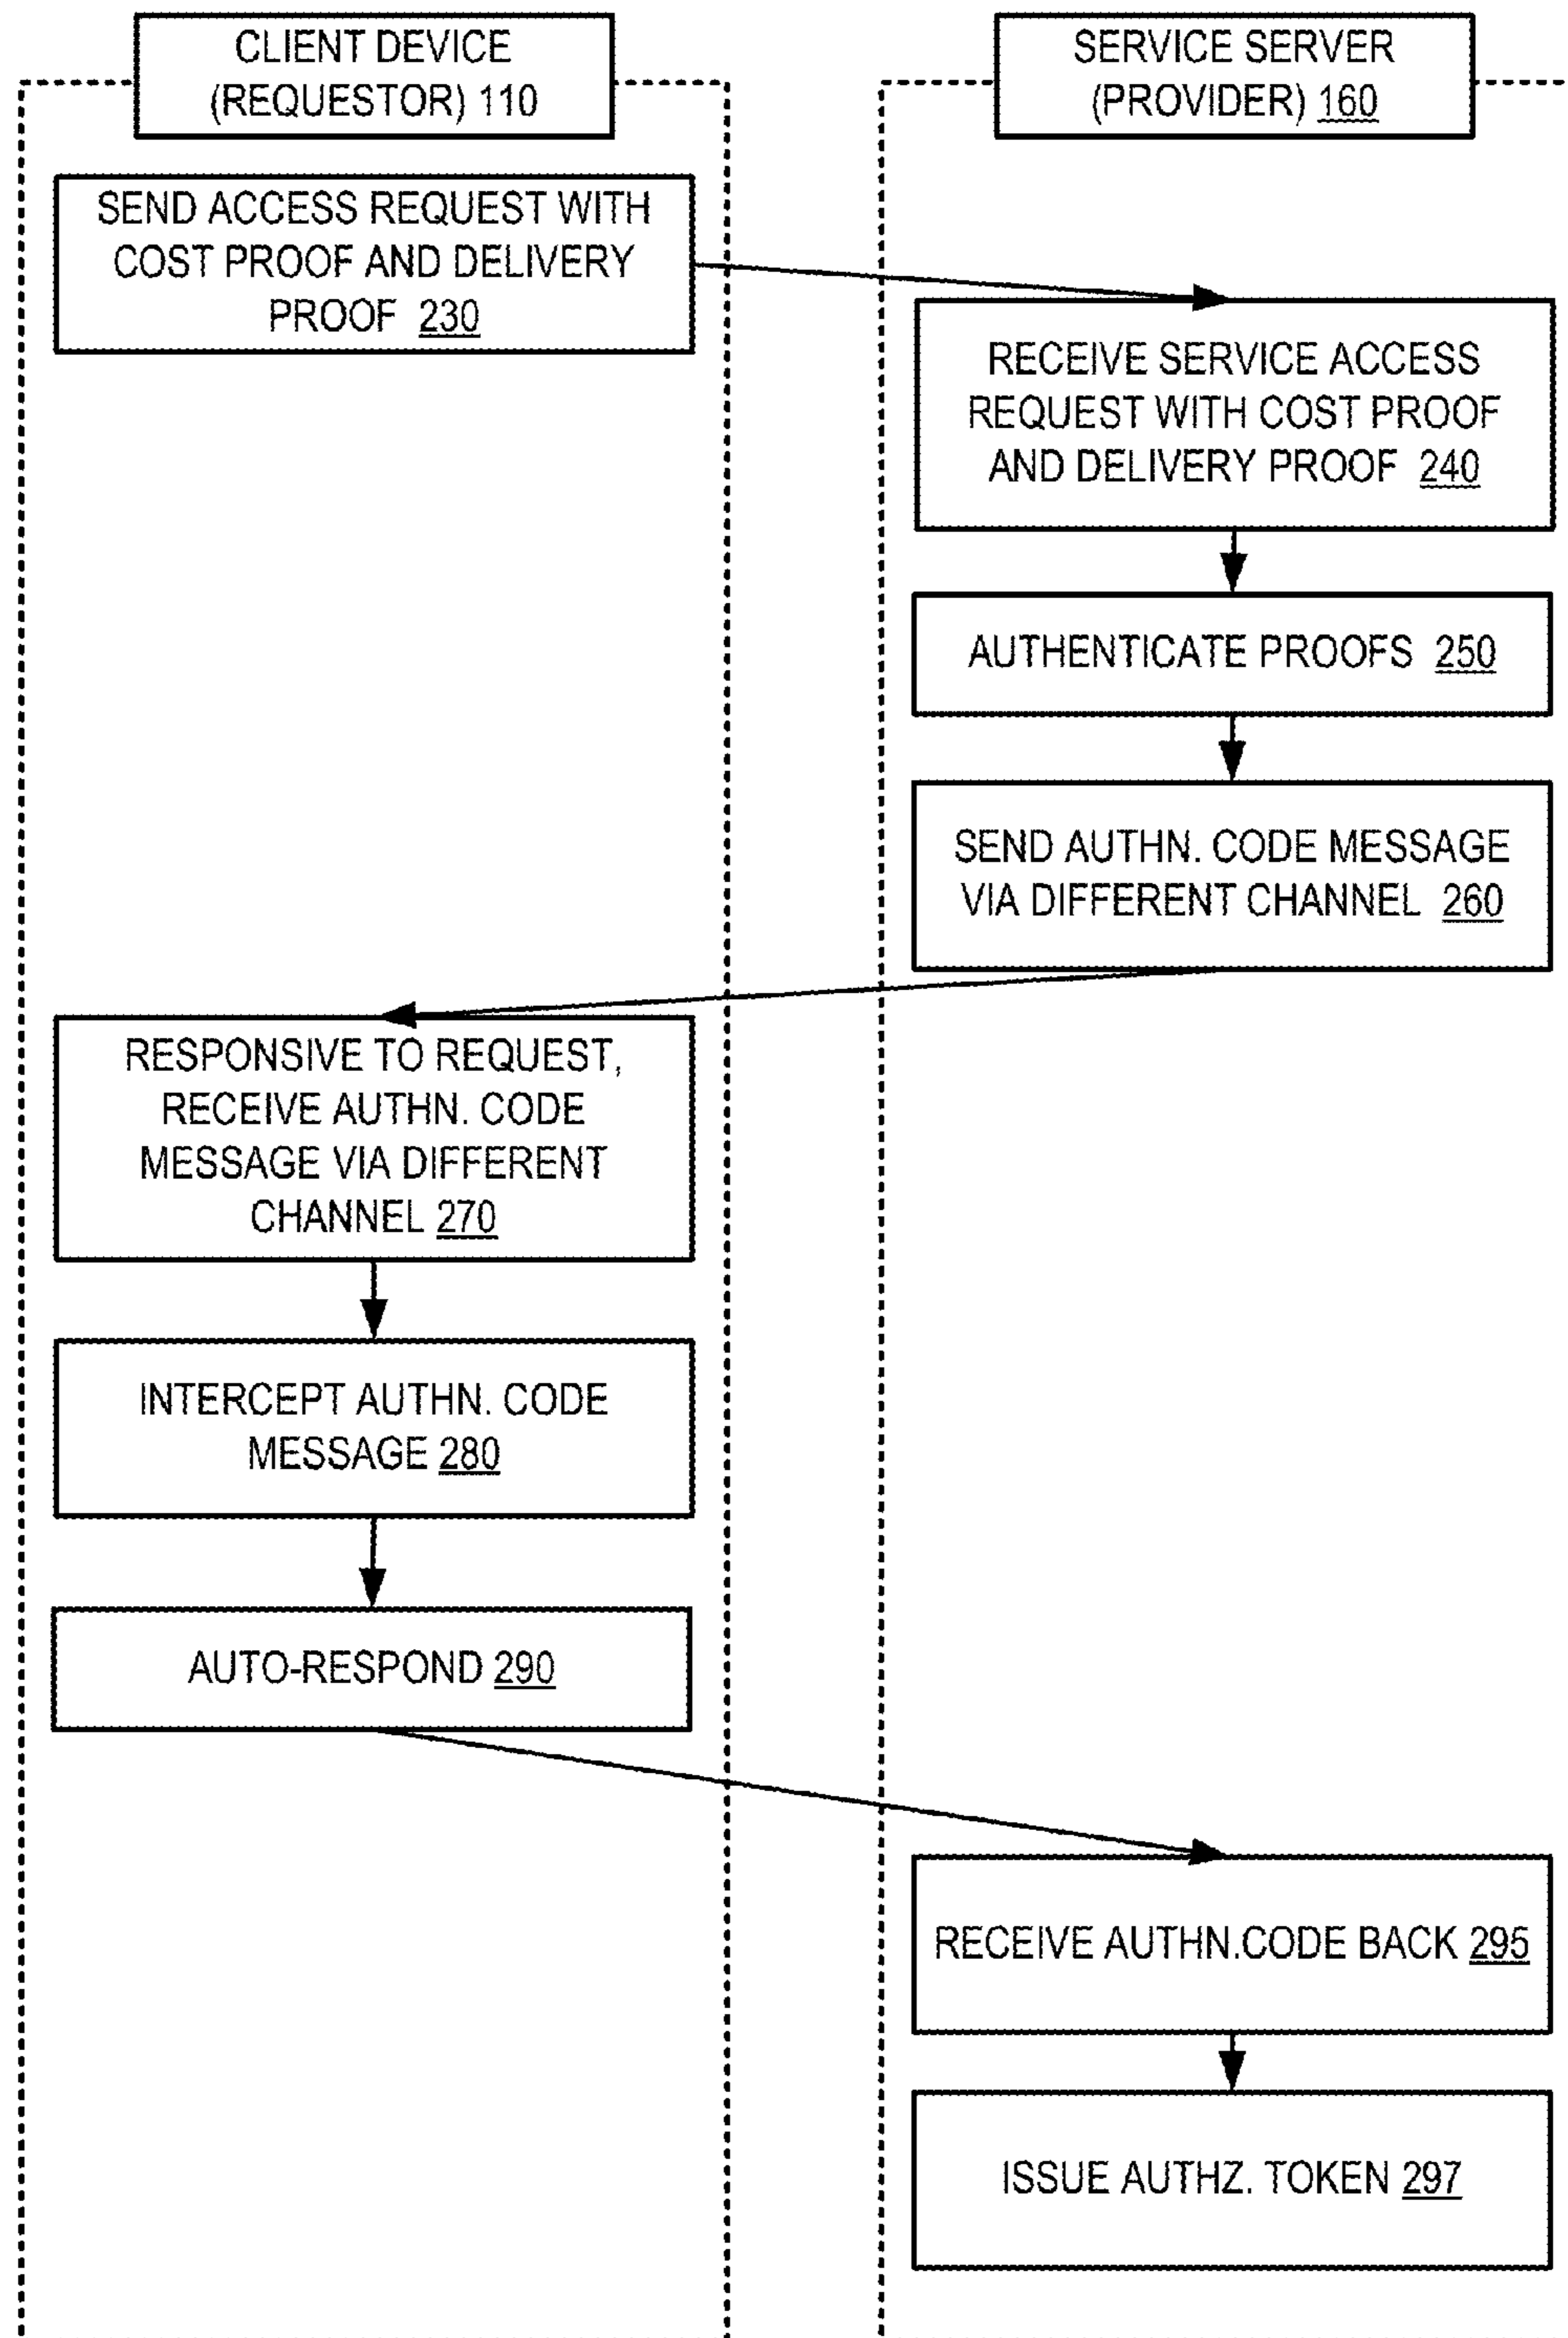 CLIENT DEVICE
(REQUESTOR) 110
SERVICE SERVER
(PROVIDER) 160
SEND ACCESS REQUEST WITH
COST PROOF AND DELIVERY
PROOF 230
RECEIVE SERVICE ACCESS
REQUEST WITH COST PROOF
AND DELIVERY PROOF 240
AUTHENTICATE PROOFS 250
SEND AUTHN. CODE MESSAGE
VIA DIFFERENT CHANNEL 260
RESPONSIVE TO REQUEST,
RECEIVE AUTHN. CODE
MESSAGE VIA DIFFERENT
CHANNEL 270
INTERCEPT AUTHN. CODE
MESSAGE 280
AUTO-RESPOND 290
RECEIVE AUTHN.CODE BACK 295
ISSUE AUTHZ. TOKEN 297